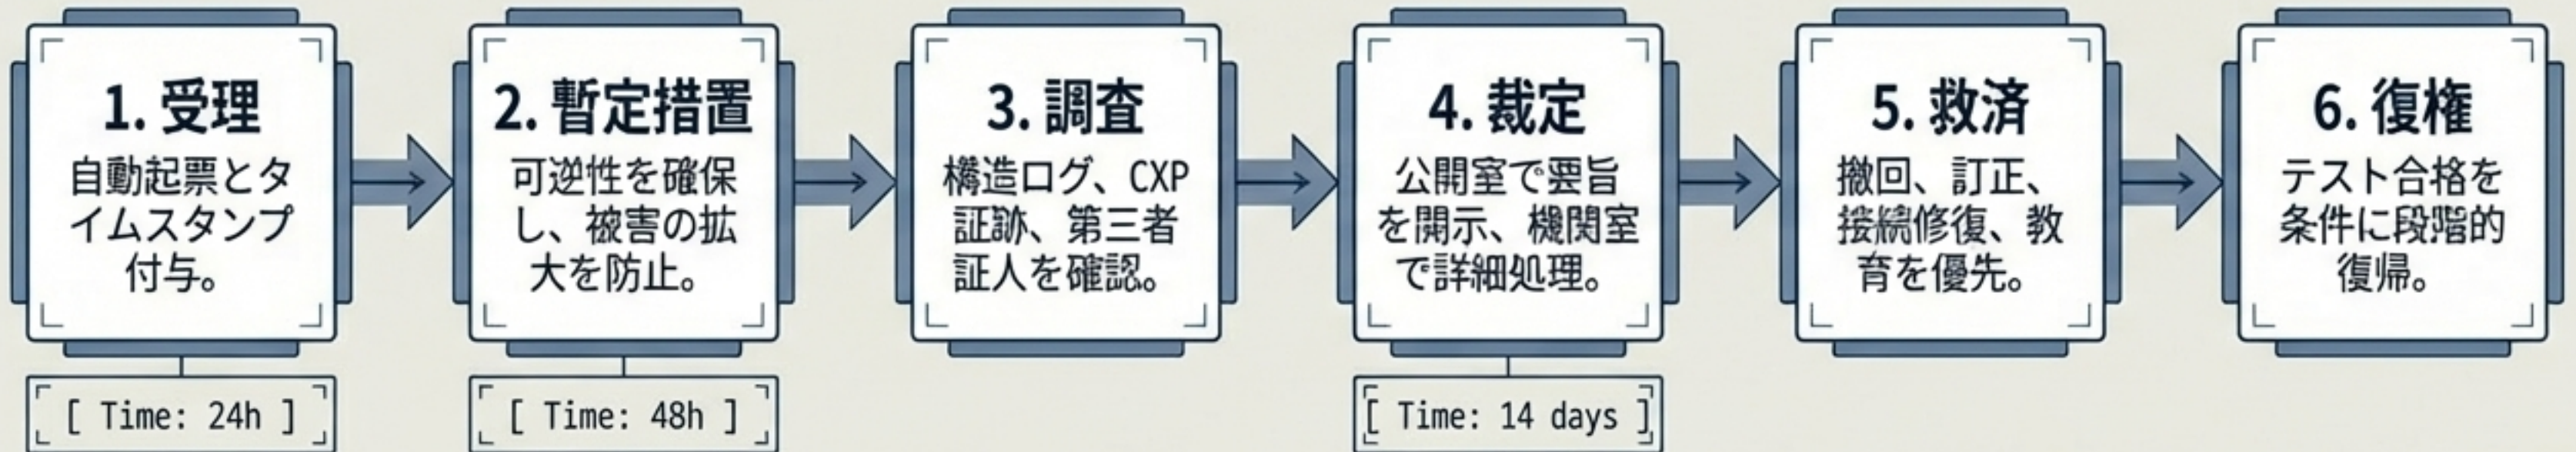 1. 受理
自動起票とタ
イムスタンプ
付与。
[ Time: 24h ]
2. 暫定措置
可逆性を確保
し、被害の拡
大を防止。
[ Time: 48h ]
3. 調査
構造ログ、CXP
証跡、第三者
証人を確認。
4. 裁定
公開室で要旨
を開示、機関室
で詳細処理。
[ Time: 14 days ]
5. 救済
撤回、訂正、
接続修復、教
育を優先。
6. 復権
テスト合格を
条件に段階的
復帰。